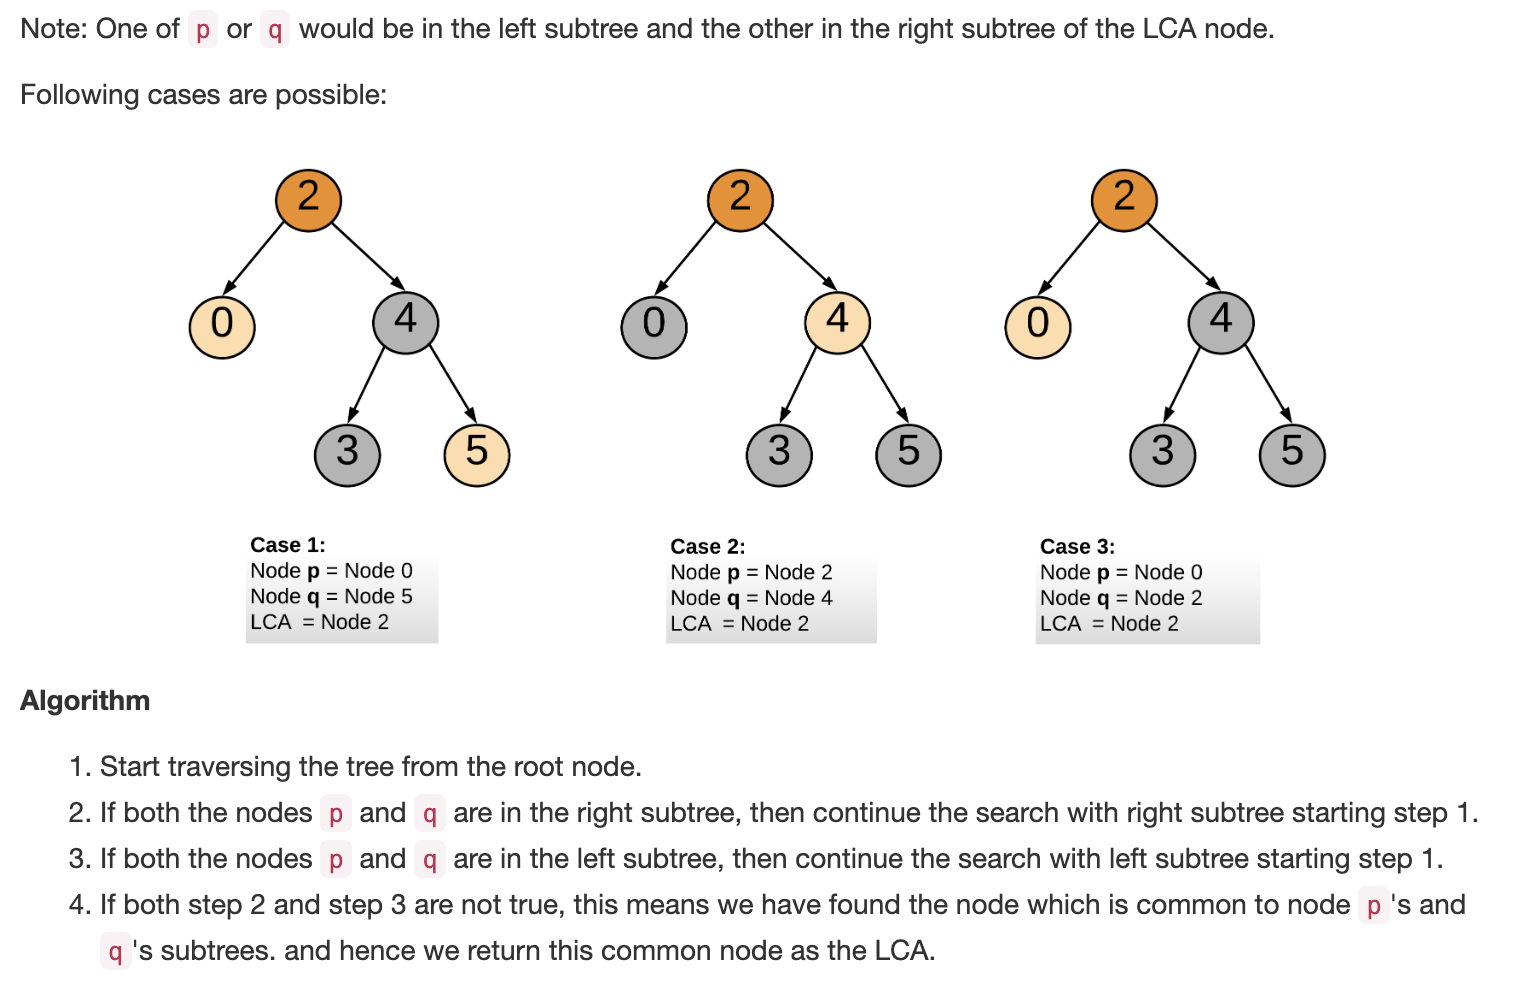 Note: One of p or q would be in the left subtree and the other in the right subtree of the LCA node.
Following cases are possible:
2
0
4
3
5
2
0
4
3
5
2
0
4
3
5
Case 1:
Node p = Node 0
Node q = Node 5
LCA = Node 2
Case 2:
Node p = Node 2
Node q = Node 4
LCA = Node 2
Case 3:
Node p = Node 0
Node q = Node 2
LCA = Node 2
Algorithm
1. Start traversing the tree from the root node.
2. If both the nodes p and q are in the right subtree, then continue the search with right subtree starting step 1.
3. If both the nodes p and q are in the left subtree, then continue the search with left subtree starting step 1.
4. If both step 2 and step 3 are not true, this means we have found the node which is common to node p 's and
q 's subtrees. and hence we return this common node as the LCA.